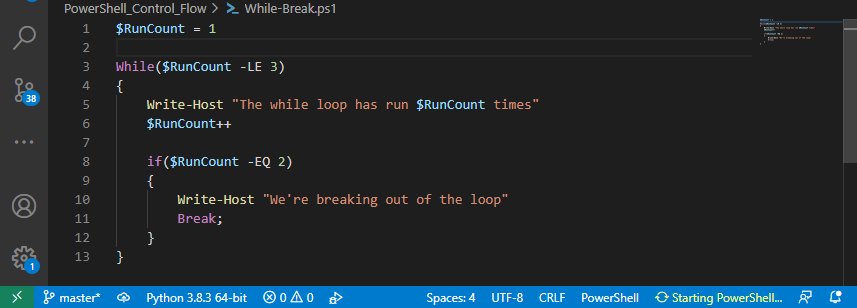 PowerShell_Control_Flow > While-Break.ps1
1 $RunCount = 1
2
3 While($RunCount -LE 3)
4 {
5     Write-Host "The while loop has run $RunCount times"
6     $RunCount++
7
8     if($RunCount -EQ 2)
9     {
10         Write-Host "We're breaking out of the loop"
11         Break;
12     }
13 }
38
1
master* Python 3.8.3 64-bit 0 0 Spaces: 4 UTF-8 CRLF PowerShell Starting PowerShell...